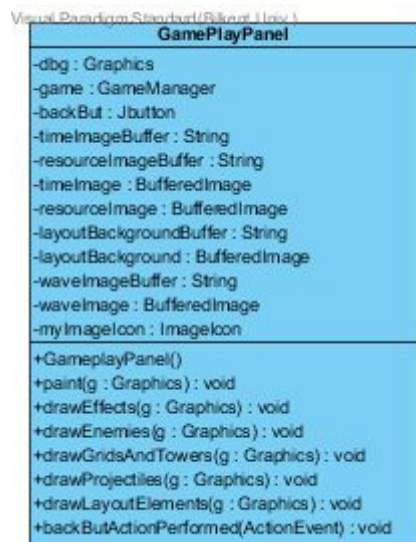 Visual Paradigm Standard(Bilkent Univ.)
GamePlayPanel
-dbg : Graphics
-game : GameManager
-backBut : Jbutton
-timeImageBuffer : String
-resourceImageBuffer : String
-timeImage : BufferedImage
-resourceImage : BufferedImage
-layoutBackgroundBuffer : String
-layoutBackground : BufferedImage
-waveImageBuffer : String
-waveImage : BufferedImage
-myImageIcon : ImageIcon
+GameplayPanel()
+paint(g : Graphics) : void
+drawEffects(g : Graphics) : void
+drawEnemies(g : Graphics) : void
+drawGridsAndTowers(g : Graphics) : void
+drawProjectiles(g : Graphics) : void
+drawLayoutElements(g : Graphics) : void
+backButActionPerformed(ActionEvent) : void